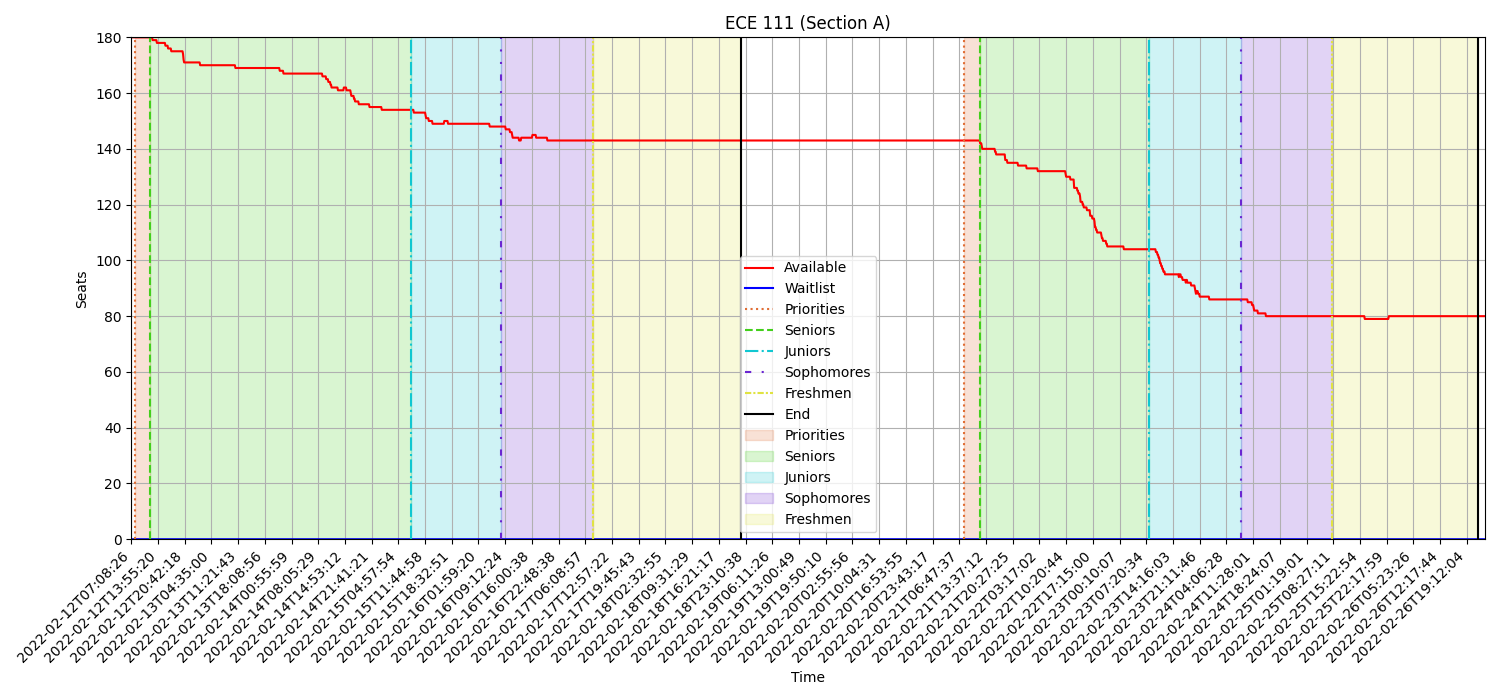 ECE 111 (Section A)
Seats
180
160
140
120
100
80
60
40
20
0
Available
Waitlist
Priorities
Seniors
Juniors
Sophomores
Freshmen
End
Priorities
Seniors
Juniors
Sophomores
Freshmen
2022-02-12T07:08:26
2022-02-12T13:55:20
2022-02-12T20:42:18
2022-02-13T04:35:00
2022-02-13T11:21:43
2022-02-13T18:08:56
2022-02-14T00:55:59
2022-02-14T08:05:29
2022-02-14T14:53:12
2022-02-14T21:41:21
2022-02-15T04:57:54
2022-02-15T11:44:58
2022-02-15T18:32:51
2022-02-16T01:59:20
2022-02-16T09:12:24
2022-02-16T16:00:38
2022-02-16T22:48:38
2022-02-17T06:08:57
2022-02-17T12:57:22
2022-02-17T19:45:43
2022-02-18T02:32:55
2022-02-18T09:31:29
2022-02-18T16:21:17
2022-02-18T23:10:38
2022-02-19T06:11:26
2022-02-19T13:00:49
2022-02-19T19:50:10
2022-02-20T02:55:56
2022-02-20T10:04:31
2022-02-20T16:53:55
2022-02-20T23:43:17
2022-02-21T06:47:37
2022-02-21T13:37:12
2022-02-21T20:27:25
2022-02-22T03:17:02
2022-02-22T10:20:44
2022-02-22T17:15:00
2022-02-23T00:10:07
2022-02-23T07:20:34
2022-02-23T14:16:03
2022-02-23T21:11:46
2022-02-24T04:06:28
2022-02-24T11:28:01
2022-02-24T18:24:07
2022-02-25T01:19:01
2022-02-25T08:27:11
2022-02-25T15:22:54
2022-02-25T22:17:59
2022-02-26T05:23:26
2022-02-26T12:17:44
2022-02-26T19:12:04
Time